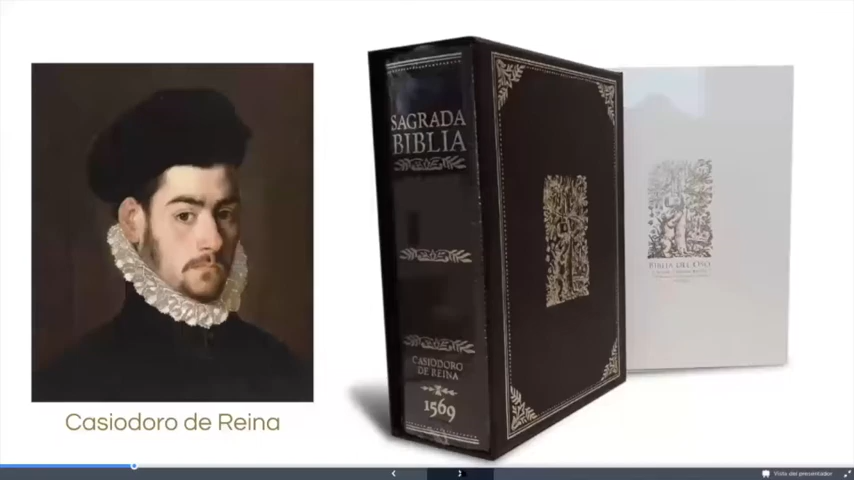 Casiodoro de Reina
SAGRADA
BIBLIA
CASIODORO
DE REINA
1569
BIBLIA DEL OSO
Vista del presentador